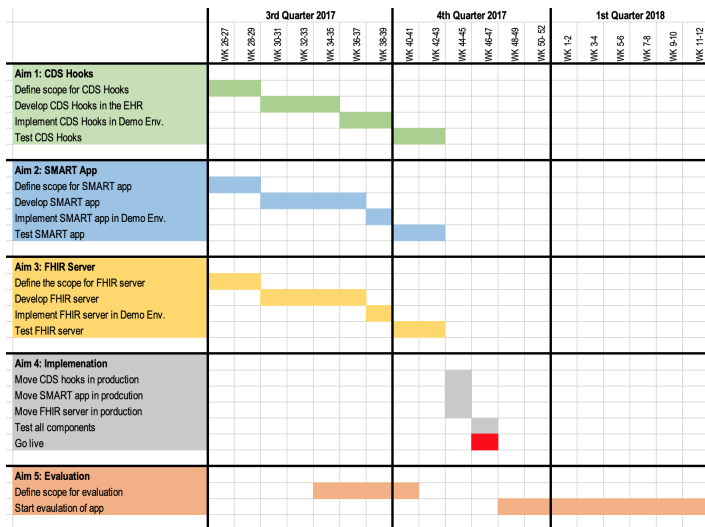 3rd Quarter 2017 4th Quarter 2017 1st Quarter 2018
WK 26-27 WK 28-29 WK 30-31 WK 32-33 WK 34-35 WK 36-37 WK 38-39 WK 40-41 WK 42-43 WK 44-45 WK 46-47 WK 48-49 WK 50- 52 WK 1-2 WK 3-4 WK 5-6 WK 7-8 WK 9-10 WK 11-12
Aim 1: CDS Hooks
Define scope for CDS Hooks
Develop CDS Hooks in the EHR
Implement CDS Hooks in Demo Env.
Test CDS Hooks
Aim 2: SMART App
Define scope for SMART app
Develop SMART app
Implement SMART app in Demo Env.
Test SMART app
Aim 3: FHIR Server
Define the scope for FHIR server
Develop FHIR server
Implement FHIR server in Demo Env.
Test FHIR server
Aim 4: Implemenation
Move CDS hooks in production
Move SMART app in prodcution
Move FHIR server in porduction
Test all components
Go live
Aim 5: Evaluation
Define scope for evaluation
Start evaulation of app